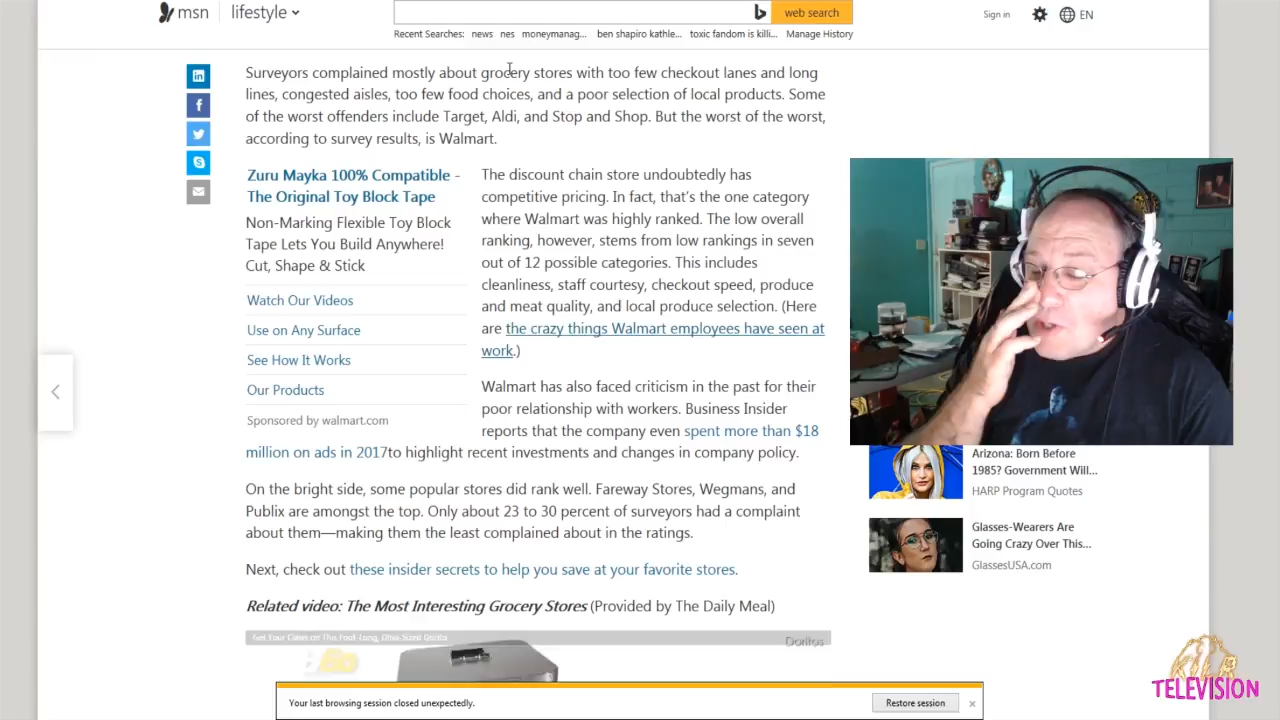 msn
lifestyle
web search
Sign in
EN
Recent Searches: news nes moneymanag... ben shapiro kathle... toxic fandom is killi... Manage History
Surveyors complained mostly about grocery stores with too few checkout lanes and long
lines, congested aisles, too few food choices, and a poor selection of local products. Some
of the worst offenders include Target, Aldi, and Stop and Shop. But the worst of the worst,
according to survey results, is Walmart.
Zuru Mayka 100% Compatible -
The Original Toy Block Tape
Non-Marking Flexible Toy Block
Tape Lets You Build Anywhere!
Cut, Shape & Stick
Watch Our Videos
Use on Any Surface
See How It Works
Our Products
Sponsored by walmart.com
The discount chain store undoubtedly has
competitive pricing. In fact, that's the one category
where Walmart was highly ranked. The low overall
ranking, however, stems from low rankings in seven
out of 12 possible categories. This includes
cleanliness, staff courtesy, checkout speed, produce
and meat quality, and local produce selection. (Here
are the crazy things Walmart employees have seen at
work.)
Walmart has also faced criticism in the past for their
poor relationship with workers. Business Insider
reports that the company even spent more than $18
million on ads in 2017to highlight recent investments and changes in company policy.
On the bright side, some popular stores did rank well. Fareway Stores, Wegmans, and
Publix are amongst the top. Only about 23 to 30 percent of surveyors had a complaint
about them—making them the least complained about in the ratings.
Next, check out these insider secrets to help you save at your favorite stores.
Related video: The Most Interesting Grocery Stores (Provided by The Daily Meal)
Doritos
Arizona: Born Before
1985? Government Will...
HARP Program Quotes
Glasses-Wearers Are
Going Crazy Over This...
GlassesUSA.com
Your last browsing session closed unexpectedly.
Restore session
TELEVISION